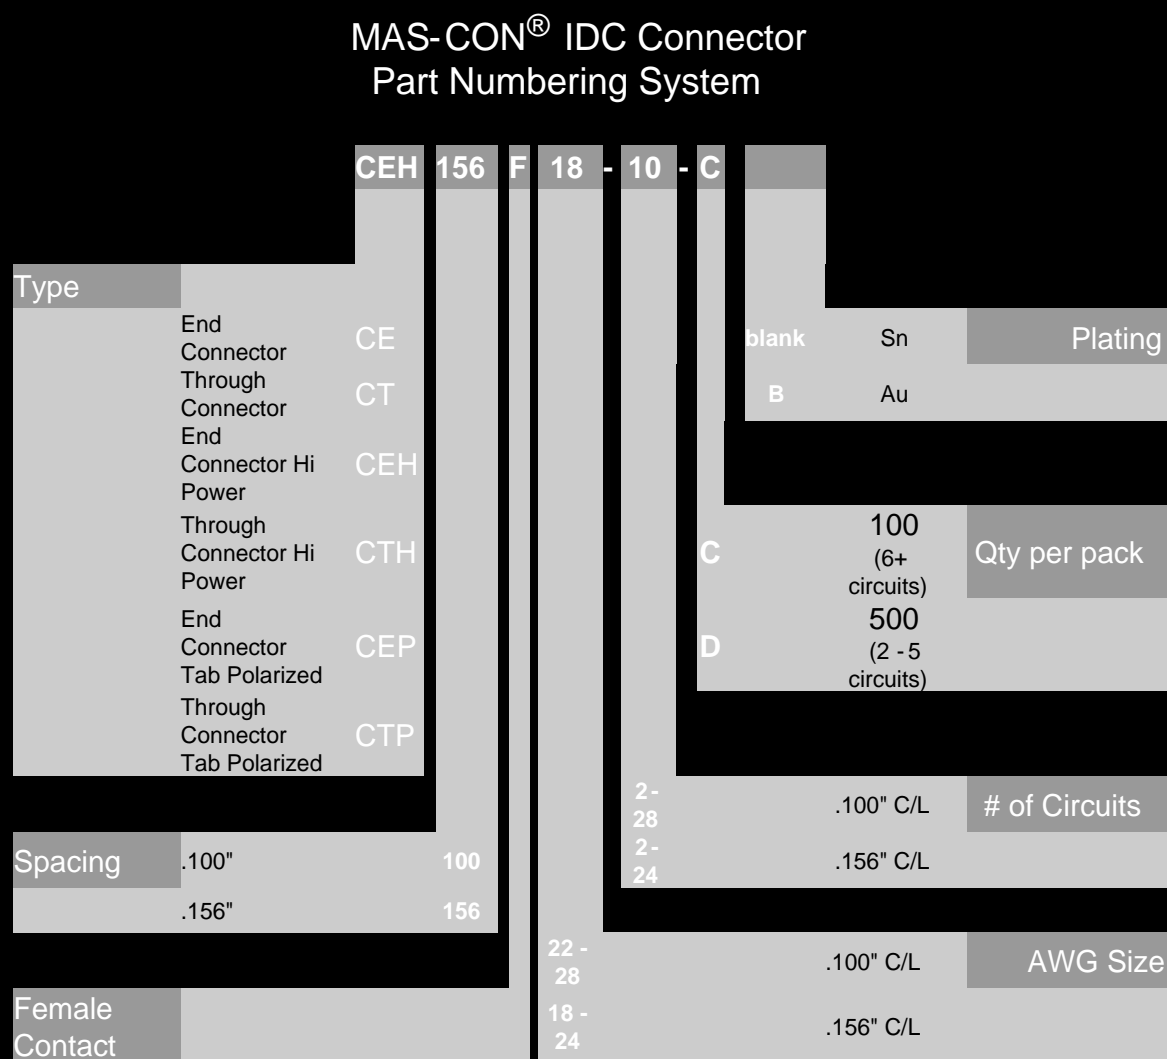 MAS-CON® IDC Connector
Part Numbering System
CEH 156 F 18 - 10 - C
Type
End
Connector CE
Through
Connector CT
End
Connector Hi
Power CEH
Through
Connector Hi
Power CTH
End
Connector
Tab Polarized CEP
Through
Connector
Tab Polarized CTP
blank Sn Plating
B Au
C 100
(6+
circuits) Qty per pack
D 500
(2 - 5
circuits)
2 -
28 .100" C/L # of Circuits
2 -
24 .156" C/L
Spacing .100" 100
.156" 156
22 -
28 .100" C/L AWG Size
18 -
24 .156" C/L
Female
Contact